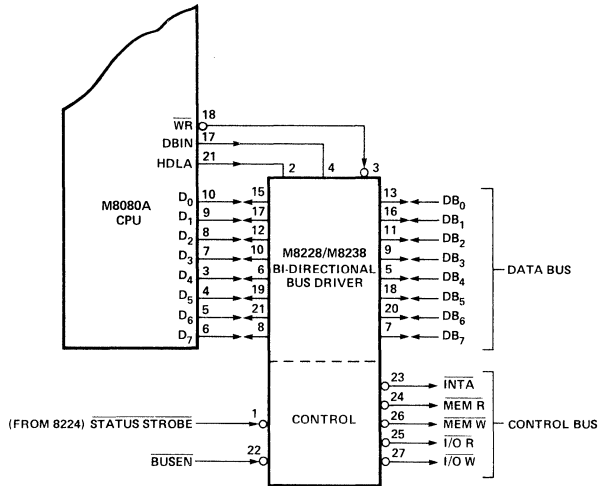 WR 18
DBIN 17
HDLA 21
2 4 3
M8080A
CPU
D0 10 15 13 DB0
D1 9 17 16 DB1
D2 8 12 11 DB2
D3 7 10 9 DB3
D4 3 6 5 DB4
D5 4 19 18 DB5
D6 5 21 20 DB6
D7 6 8 7 DB7
M8228/M8238
BI-DIRECTIONAL
BUS DRIVER
DATA BUS
CONTROL
(FROM 8224) STATUS STROBE 1
BUSEN 22
23 INTA
24 MEM R
26 MEM W
25 I/O R
27 I/O W
CONTROL BUS